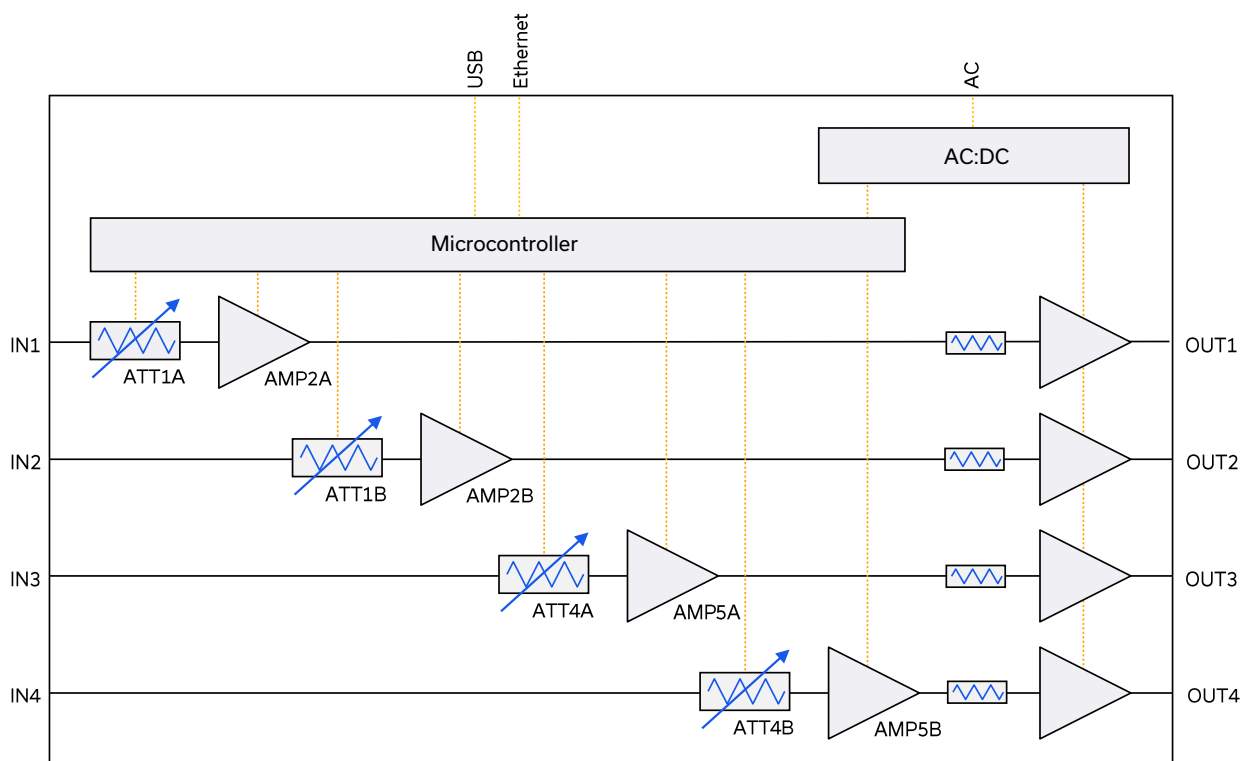 USB
Ethernet
AC
AC:DC
Microcontroller
IN1
ATT1A
AMP2A
OUT1
IN2
ATT1B
AMP2B
OUT2
IN3
ATT4A
AMP5A
OUT3
IN4
ATT4B
AMP5B
OUT4